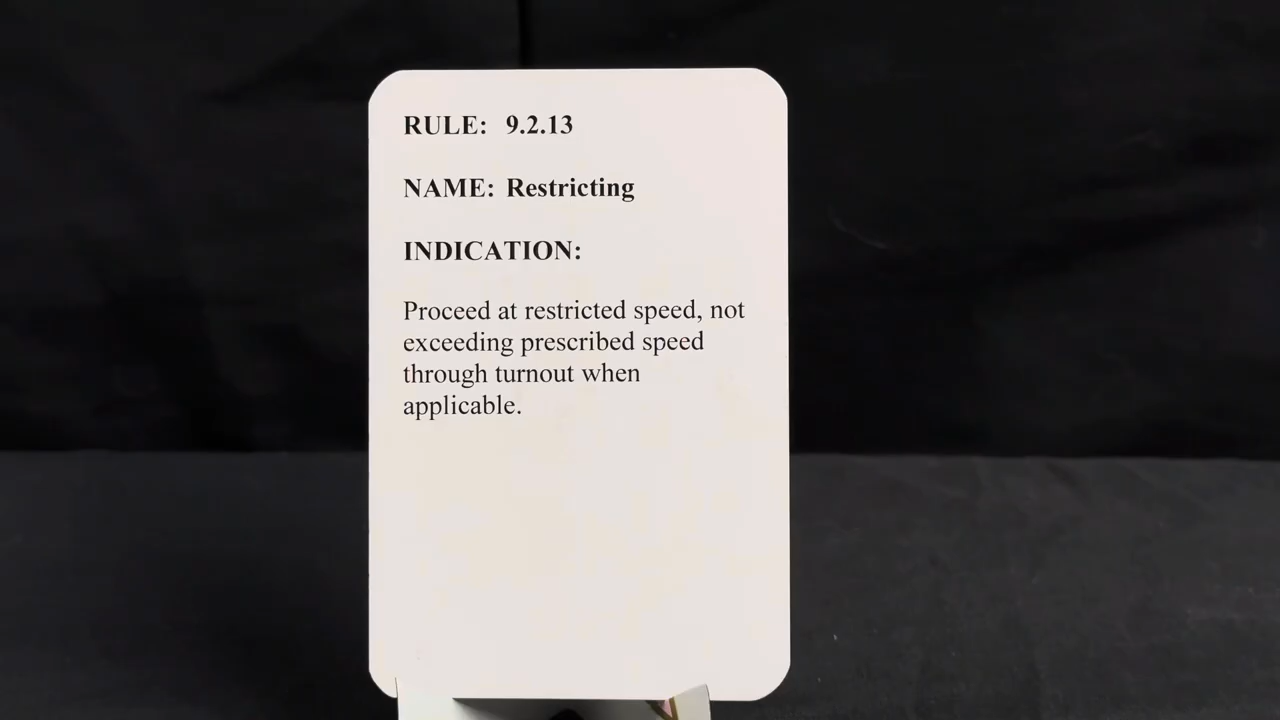 RULE: 9.2.13
NAME: Restricting
INDICATION:
Proceed at restricted speed, not
exceeding prescribed speed
through turnout when
applicable.